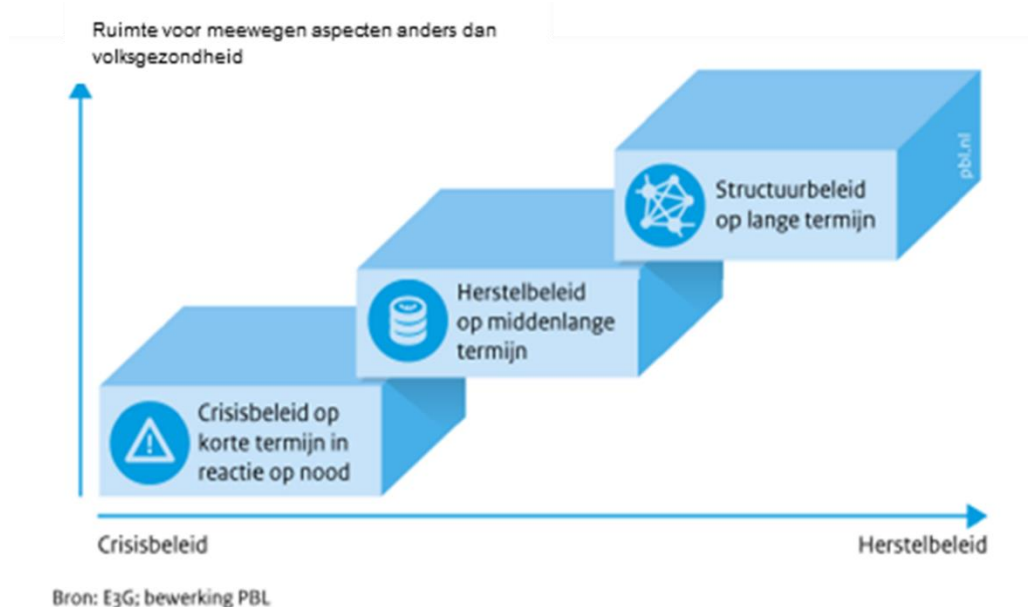 Ruimte voor meewegen aspecten anders dan
volksgezondheid
pbl.nl
Structuurbeleid
op lange termijn
Herstelbeleid
op middenlange
termijn
Crisisbeleid op
korte termijn in
reactie op nood
Crisisbeleid
Herstelbeleid
Bron: E3G; bewerking PBL